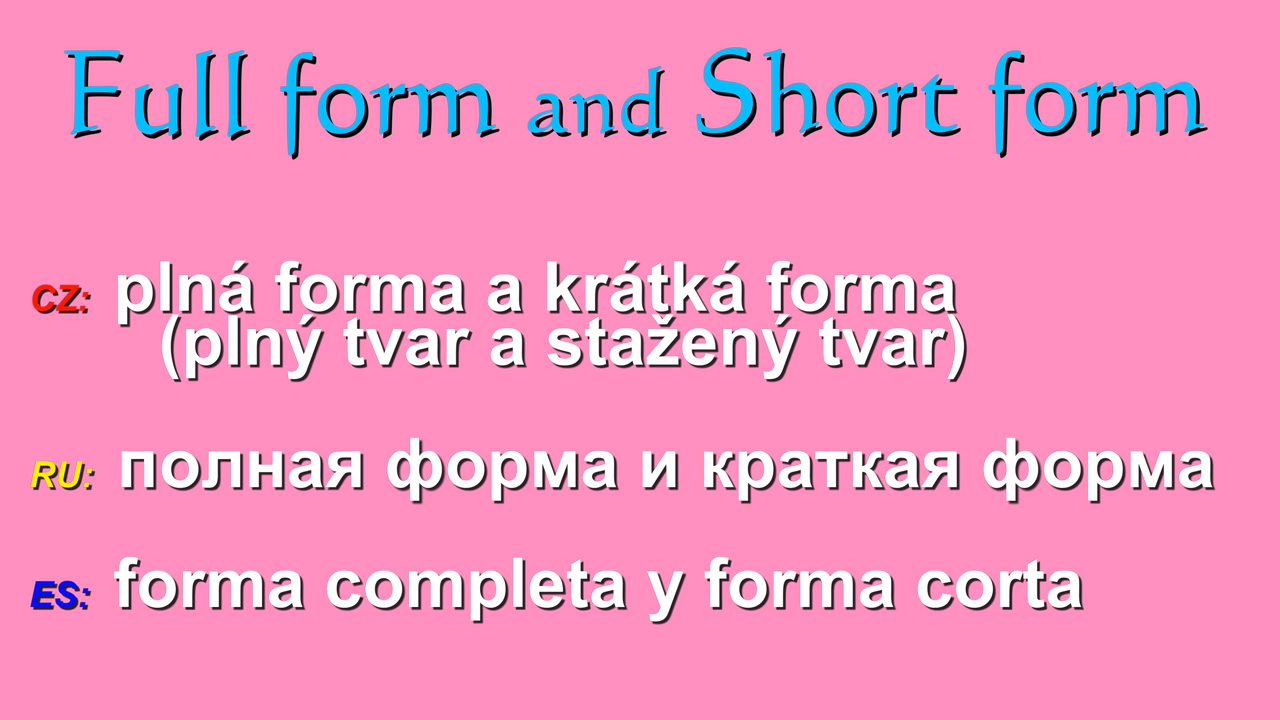 Full form and Short form
CZ: plná forma a krátká forma
(plný tvar a stažený tvar)
RU: полная форма и краткая форма
ES: forma completa y forma corta